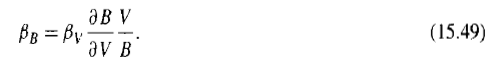 β_B = β_V ∂B/∂V V/B. (15.49)